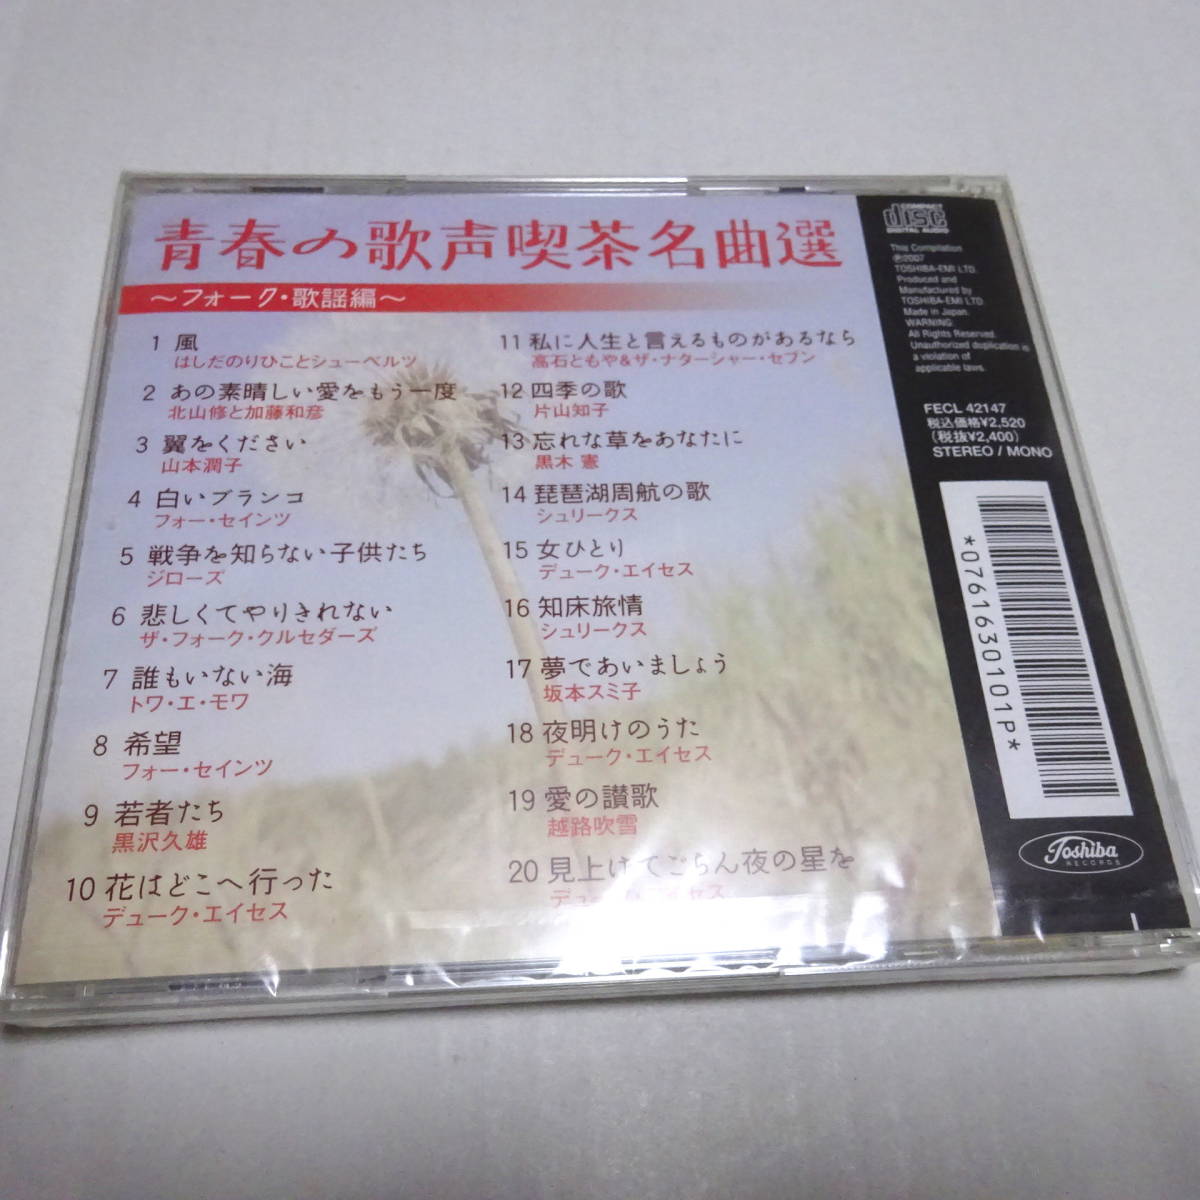 青春の歌声喫茶名曲選
～フォーク・歌謡編～
1 風
はしだのりひことシューベルツ
2 あの素晴しい愛をもう一度
北山修と加藤和彦
3 翼をください
山本潤子
4 白いブランコ
フォー・セインツ
5 戦争を知らない子供たち
ジローズ
6 悲しくてやりきれない
ザ・フォーク・クルセダーズ
7 誰もいない海
トワ・エ・モワ
8 希望
フォー・セインツ
9 若者たち
黒沢久雄
10 花はどこへ行った
デューク・エイセス
11 私に人生と言えるものがあるなら
高石ともや&ザ・ナターシャー・セブン
12 四季の歌
片山知子
13 忘れな草をあなたに
黒木 憲
14 琵琶湖周航の歌
シュリークス
15 女ひとり
デューク・エイセス
16 知床旅情
シュリークス
17 夢であいましょう
坂本スミ子
18 夜明けのうた
デューク・エイセス
19 愛の讃歌
越路吹雪
20 見上げてごらん夜の星を
デューク・エイセス
COMPACT
disc
DIGITAL AUDIO
This Compilation
℗2007
TOSHIBA-EMI LTD.
Produced and
Manufactured by
TOSHIBA-EMI LTD.
Made in Japan.
WARNING:
All Rights Reserved.
Unauthorized duplication is
a violation of
applicable laws.
FECL 42147
税込価格¥2,520
(税抜¥2,400)
STEREO / MONO
*0761630101P*
Toshiba
RECORDS